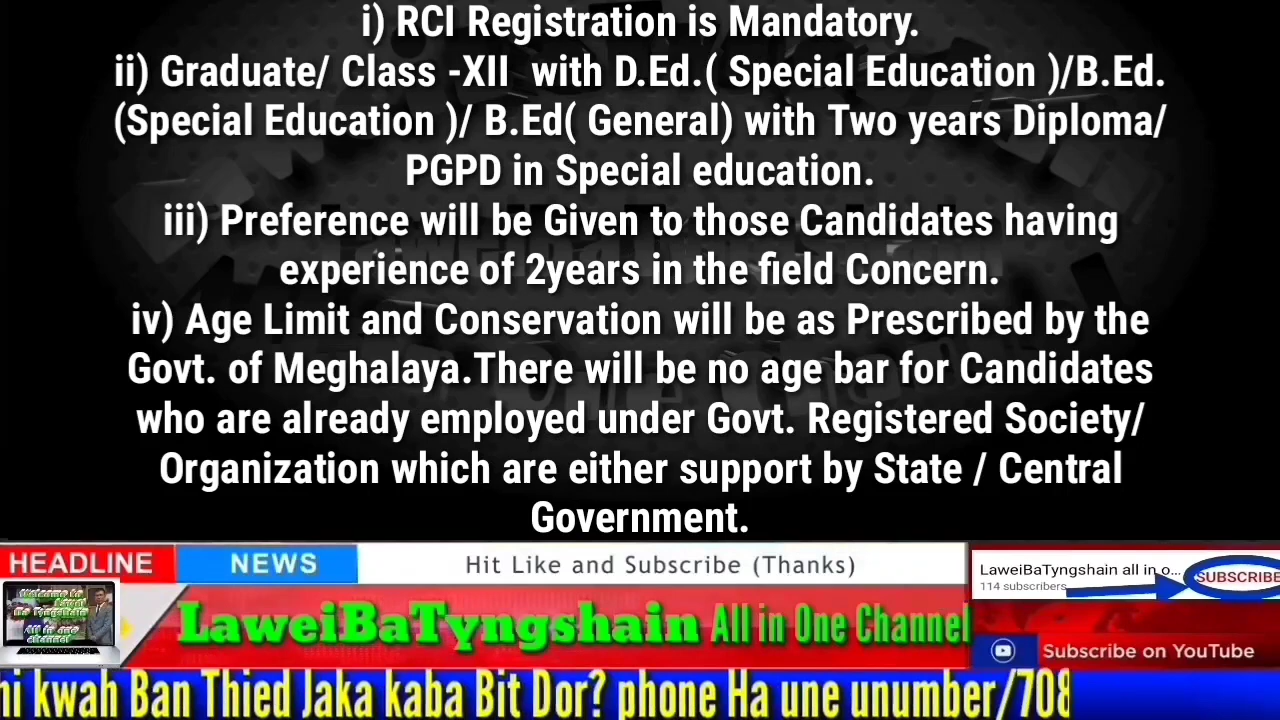 i) RCI Registration is Mandatory.
ii) Graduate/ Class -XII with D.Ed.( Special Education )/B.Ed.
(Special Education )/ B.Ed( General) with Two years Diploma/
PGPD in Special education.
iii) Preference will be Given to those Candidates having
experience of 2years in the field Concern.
iv) Age Limit and Conservation will be as Prescribed by the
Govt. of Meghalaya.There will be no age bar for Candidates
who are already employed under Govt. Registered Society/
Organization which are either support by State / Central
Government.
HEADLINE NEWS Hit Like and Subscribe (Thanks)
LaweiBaTyngshain all in o...
114 subscribers
SUBSCRIBE
Welcome to
All in one
channel
LaweiBaTyngshain All in One Channel
Subscribe on YouTube
hi kwah Ban Thied Jaka kaba Bit Dor? phone Ha une unumber/708